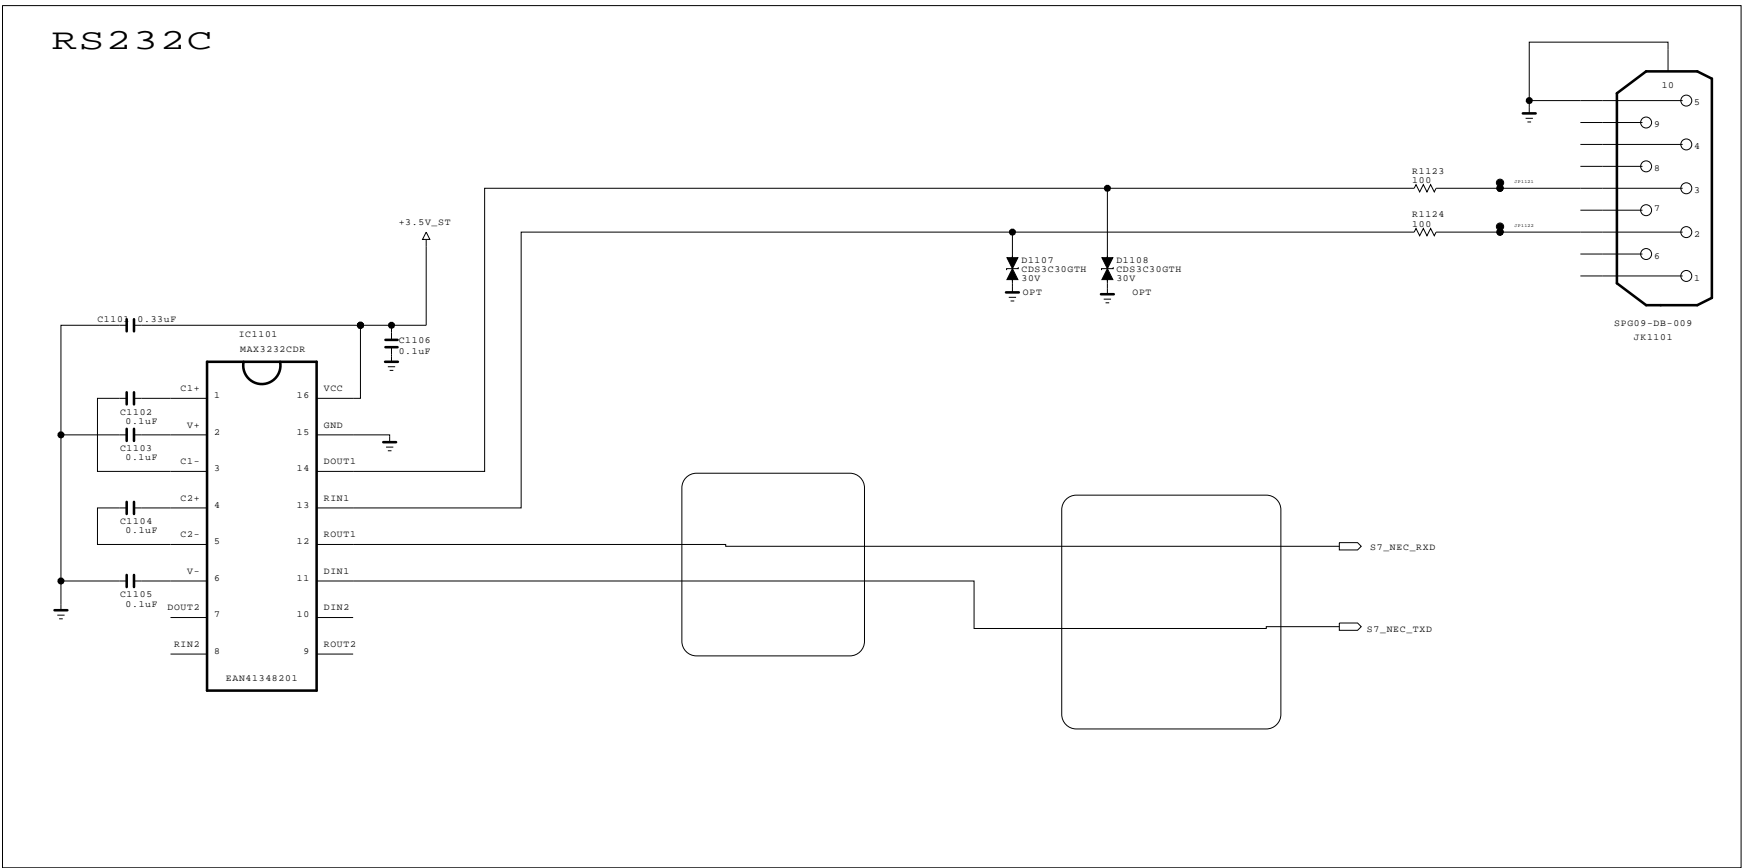 RS232C
10
5
9
4
8
R1123
100
JP1121
3
7
R1124
100
JP1122
2
+3.5V_ST
6
D1107
CDS3C30GTH
30V
OPT
D1108
CDS3C30GTH
30V
OPT
1
C1101 0.33uF
SPG09-DB-009
JK1101
IC1101
MAX3232CDR
C1106
0.1uF
C1+
1
16
VCC
C1102
0.1uF
V+
2
15
GND
C1103
0.1uF
C1-
3
14
DOUT1
C2+
4
13
RIN1
C1104
0.1uF
C2-
5
12
ROUT1
S7_NEC_RXD
V-
6
11
DIN1
C1105
0.1uF
DOUT2
7
10
DIN2
S7_NEC_TXD
RIN2
8
9
ROUT2
EAN41348201